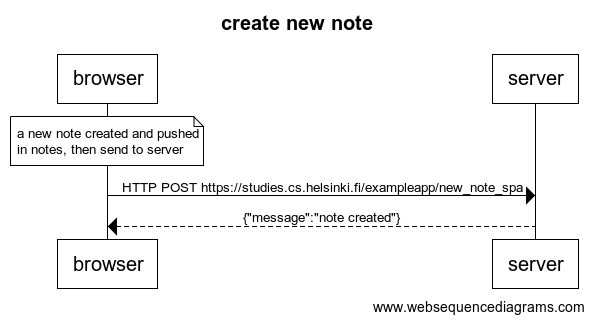 create new note
browser
server
a new note created and pushed
in notes, then send to server
HTTP POST https://studies.cs.helsinki.fi/exampleapp/new_note_spa
{"message":"note created"}
browser
server
www.websequencediagrams.com